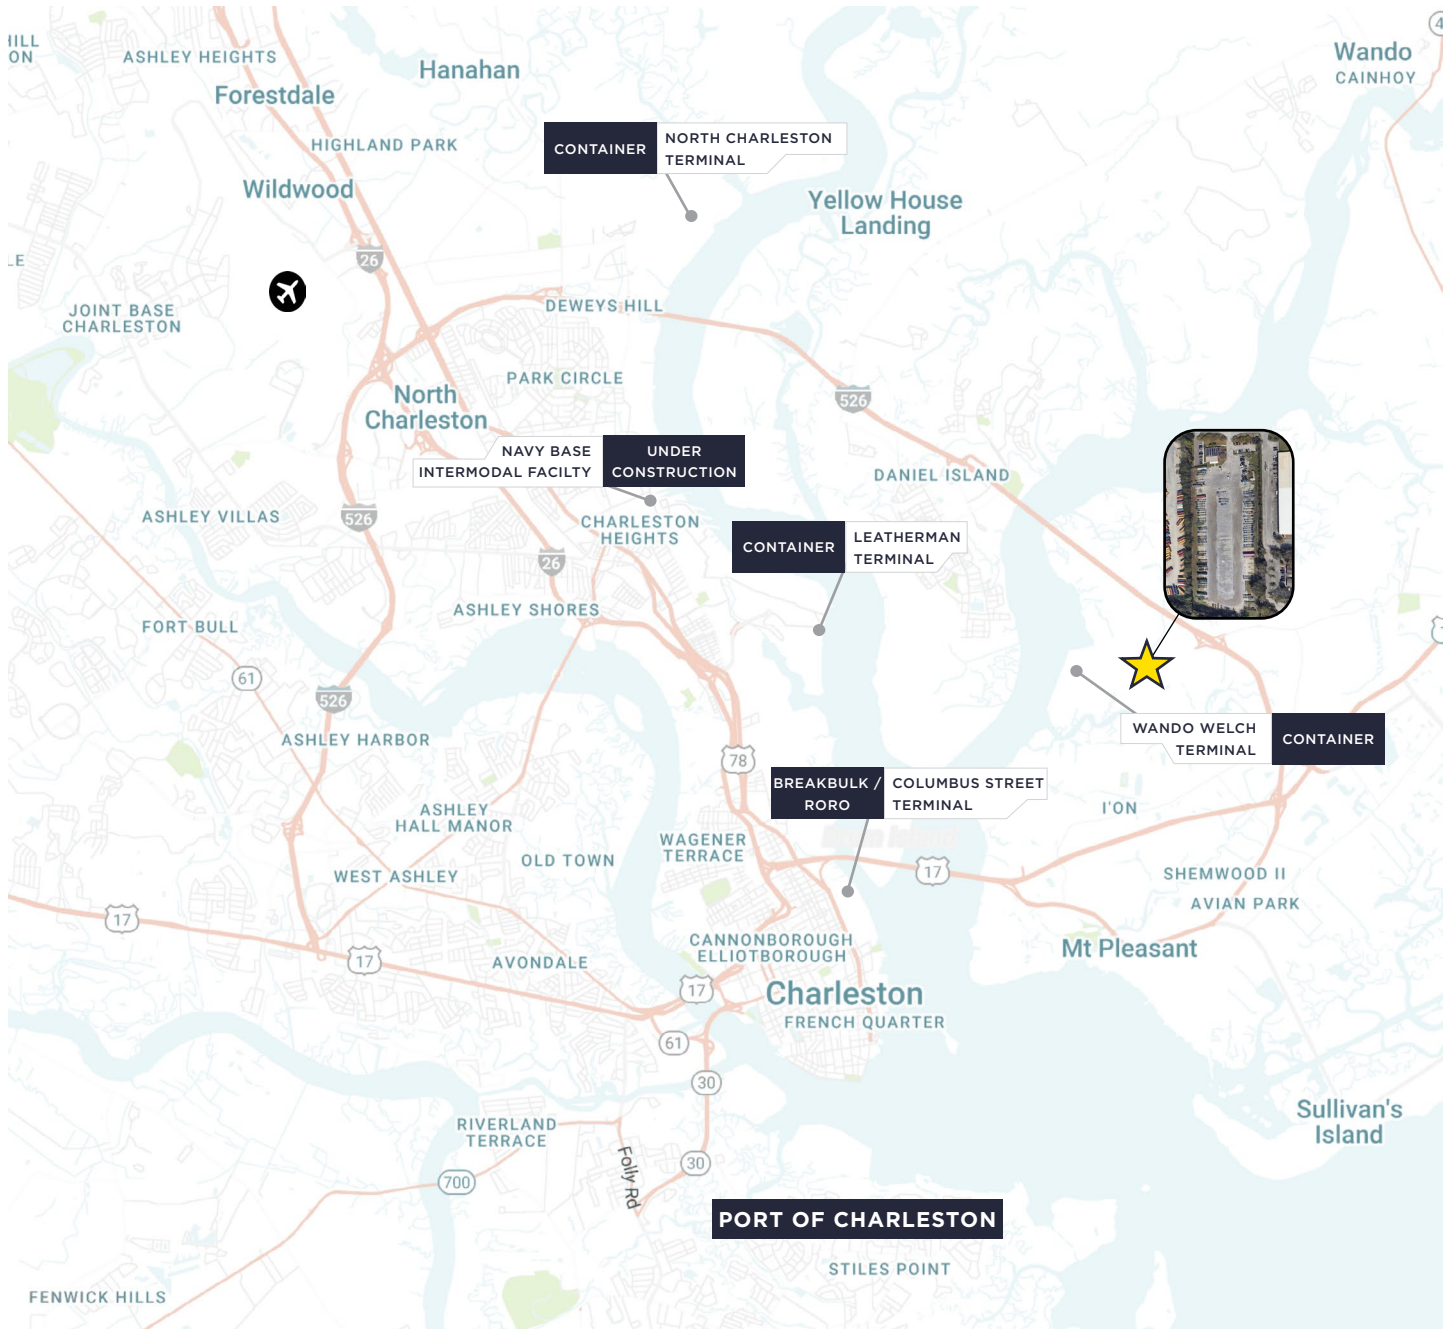 HILL
ON
ASHLEY HEIGHTS
Hanahan
Forestdale
Wando
CAINHOY
HIGHLAND PARK
CONTAINER
NORTH CHARLESTON
TERMINAL
Wildwood
Yellow House
Landing
26
LE
JOINT BASE
CHARLESTON
DEWEYS HILL
PARK CIRCLE
North
Charleston
526
NAVY BASE
INTERMODAL FACILTY
UNDER
CONSTRUCTION
DANIEL ISLAND
ASHLEY VILLAS
526
CHARLESTON
HEIGHTS
CONTAINER
LEATHERMAN
TERMINAL
26
ASHLEY SHORES
FORT BULL
61
526
WANDO WELCH
TERMINAL
CONTAINER
ASHLEY HARBOR
78
BREAKBULK /
RORO
COLUMBUS STREET
TERMINAL
ASHLEY
HALL MANOR
I'ON
WAGENER
TERRACE
OLD TOWN
WEST ASHLEY
17
SHEMWOOD II
AVIAN PARK
17
17
AVONDALE
CANNONBOROUGH
ELLIOTBOROUGH
Mt Pleasant
17
Charleston
FRENCH QUARTER
61
30
RIVERLAND
TERRACE
Sullivan's
Island
Folly Rd
30
700
PORT OF CHARLESTON
STILES POINT
FENWICK HILLS